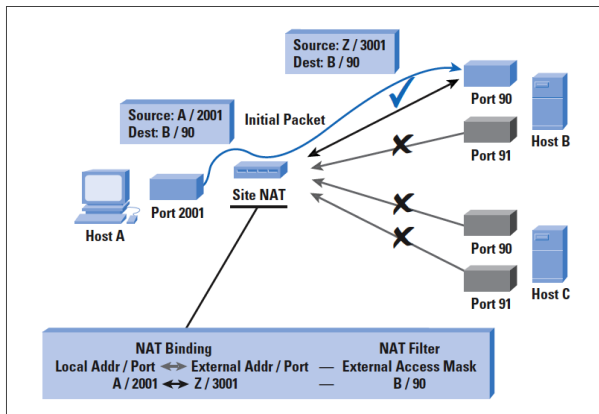 Source: Z / 3001
Dest: B / 90
Source: A / 2001
Dest: B / 90
Initial Packet
Port 90
Host B
Port 91
Site NAT
Port 2001
Host A
Port 90
Host C
Port 91
NAT Binding NAT Filter
Local Addr / Port External Addr / Port — External Access Mask
A / 2001 Z / 3001 — B / 90